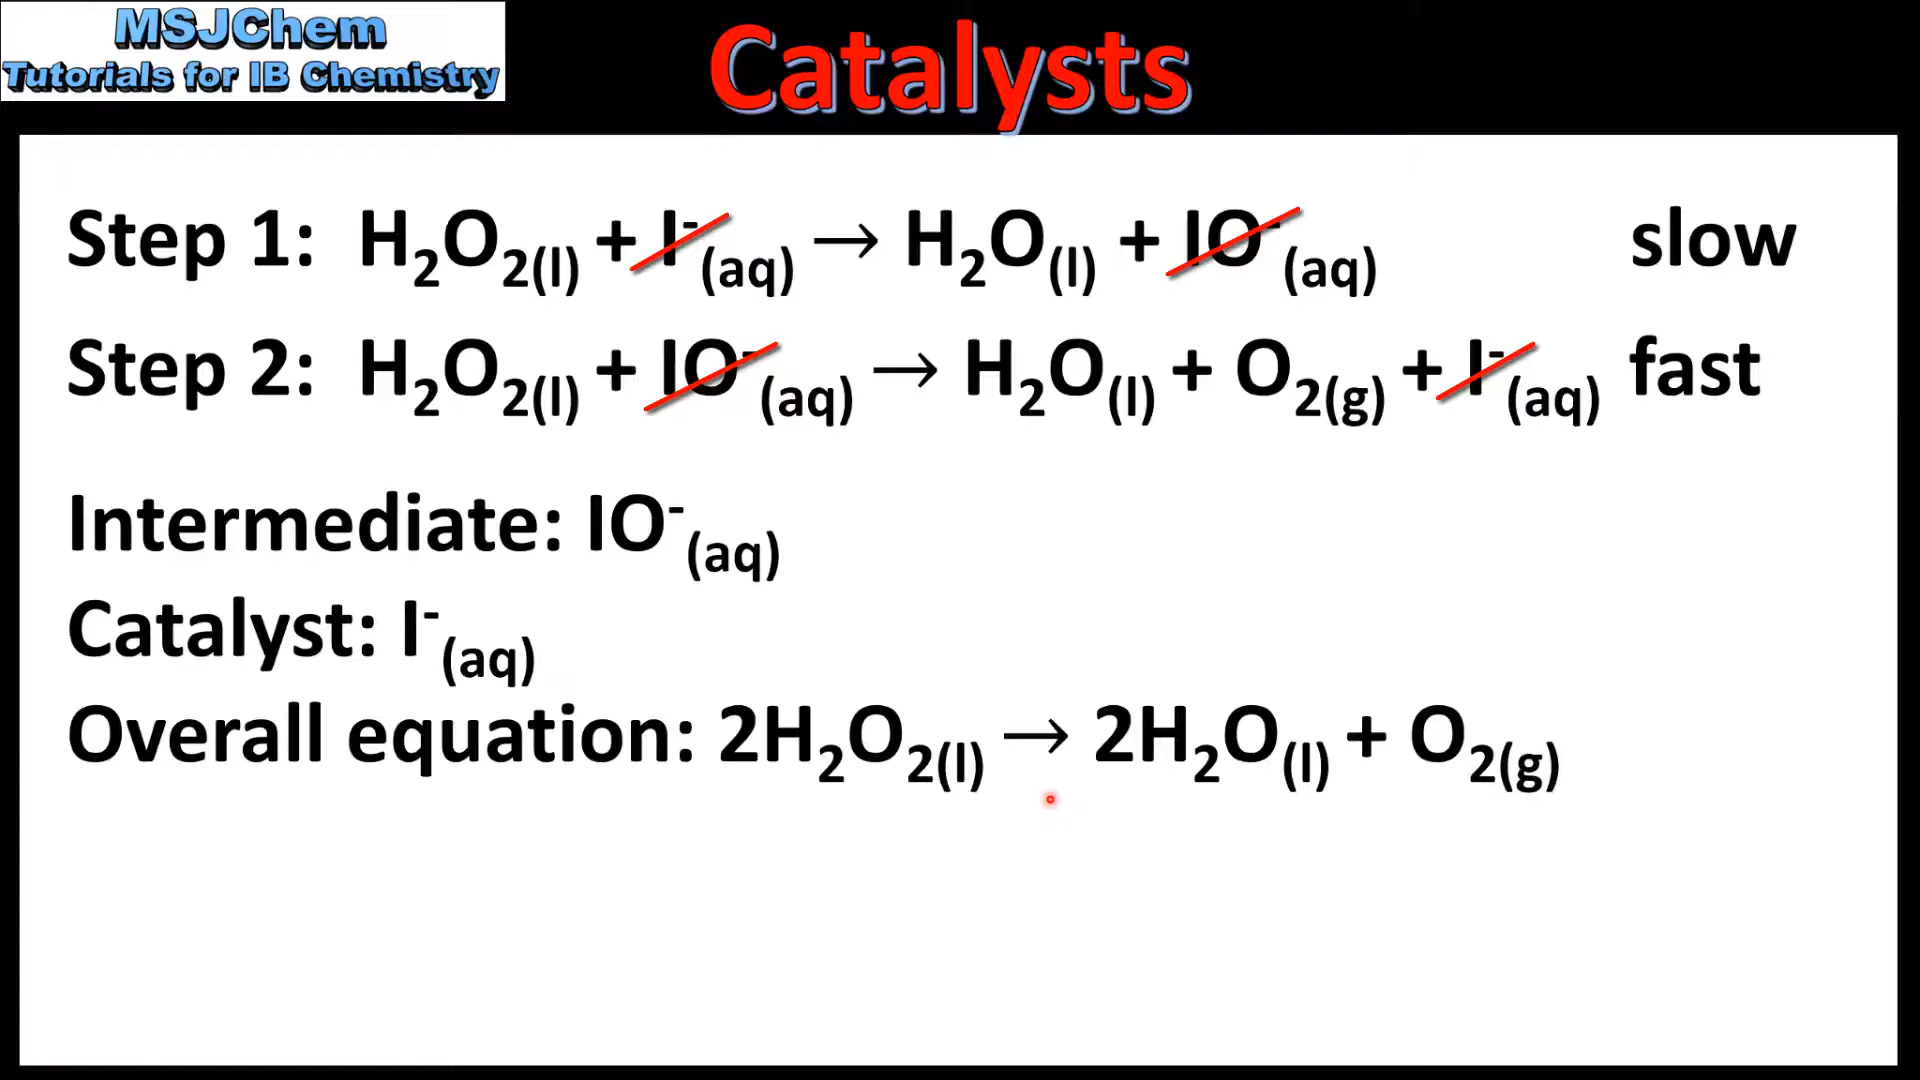 MSJChem
Tutorials for IB Chemistry
Catalysts
Step 1: H₂O₂₍ₗ₎ + I⁻(aq) → H₂O₍ₗ₎ + IO⁻(aq) slow
Step 2: H₂O₂₍ₗ₎ + IO⁻(aq) → H₂O₍ₗ₎ + O₂(g) + I⁻(aq) fast
Intermediate: IO⁻(aq)
Catalyst: I⁻(aq)
Overall equation: 2H₂O₂₍ₗ₎ → 2H₂O₍ₗ₎ + O₂(g)